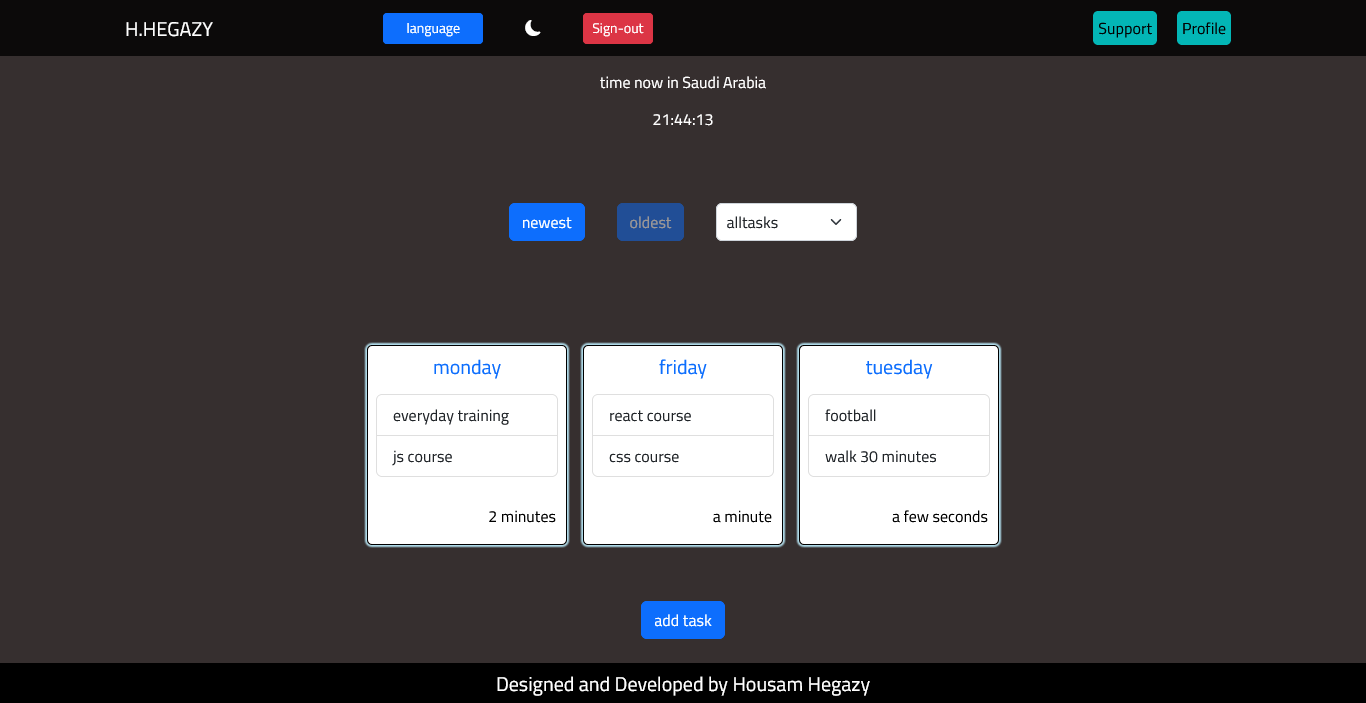 H.HEGAZY language Sign-out Support Profile
time now in Saudi Arabia
21:44:13
newest oldest alltasks
monday
everyday training
js course
2 minutes
friday
react course
css course
a minute
tuesday
football
walk 30 minutes
a few seconds
add task
Designed and Developed by Housam Hegazy